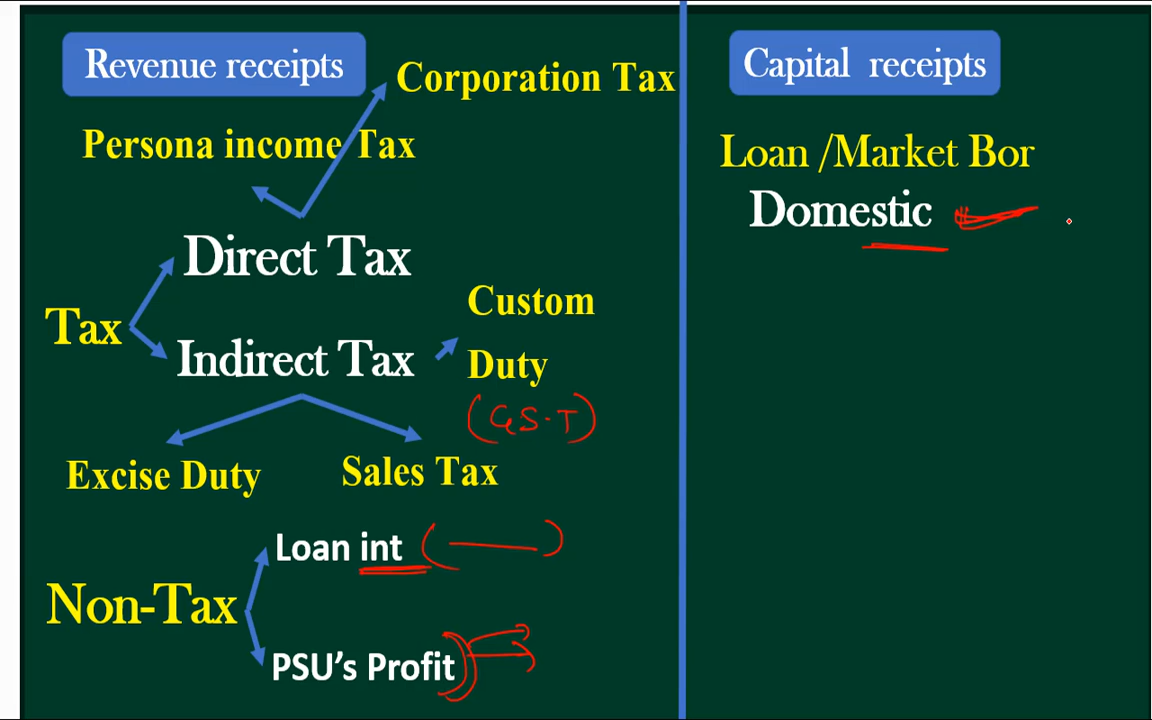 Revenue receipts
Corporation Tax
Persona income Tax
Direct Tax
Tax
Indirect Tax
Custom
Duty
(GS.T)
Excise Duty
Sales Tax
Loan int
Non-Tax
PSU's Profit
Capital receipts
Loan /Market Bor
Domestic